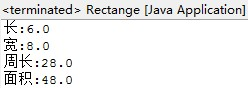 <terminated> Rectange [Java Application]
长:6.0
宽:8.0
周长:28.0
面积:48.0